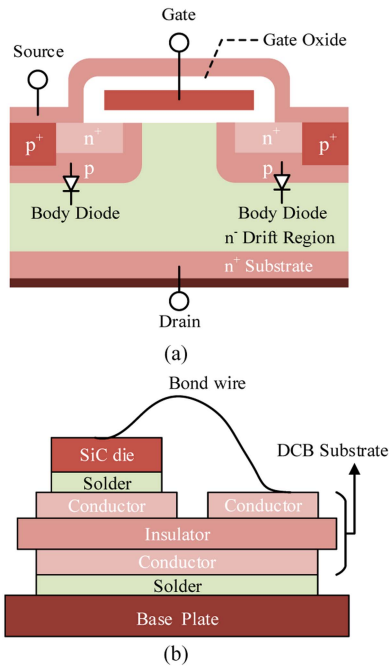 Gate
Source
Gate Oxide
p+ n+ n+ p+
p p
Body Diode Body Diode
n- Drift Region
n+ Substrate
Drain
(a)
Bond wire
SiC die
DCB Substrate
Solder
Conductor Conductor
Insulator
Conductor
Solder
Base Plate
(b)